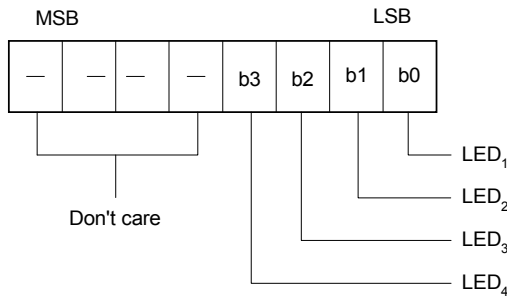 MSB LSB
— — — — b3 b2 b1 b0
LED₁
LED₂
Don't care
LED₃
LED₄